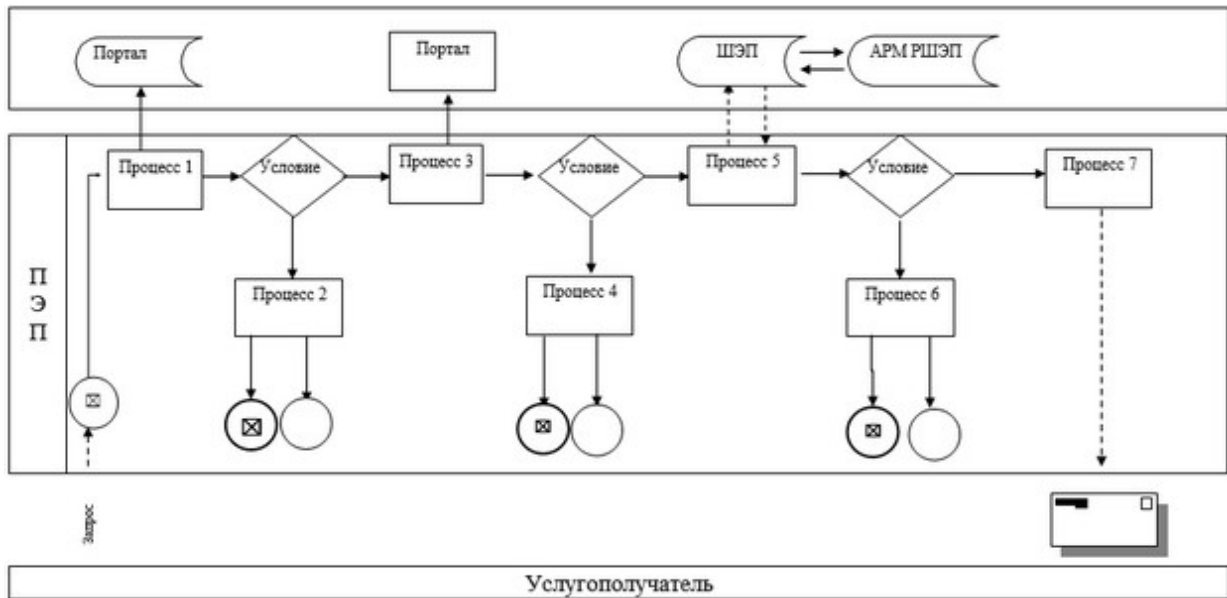 Портал
Портал
ШЭП
АРМ РШЭП
Процесс 1
Условие
Процесс 3
Условие
Процесс 5
Условие
Процесс 7
ПЭП
Процесс 2
Процесс 4
Процесс 6
Запрос
Услугополучатель